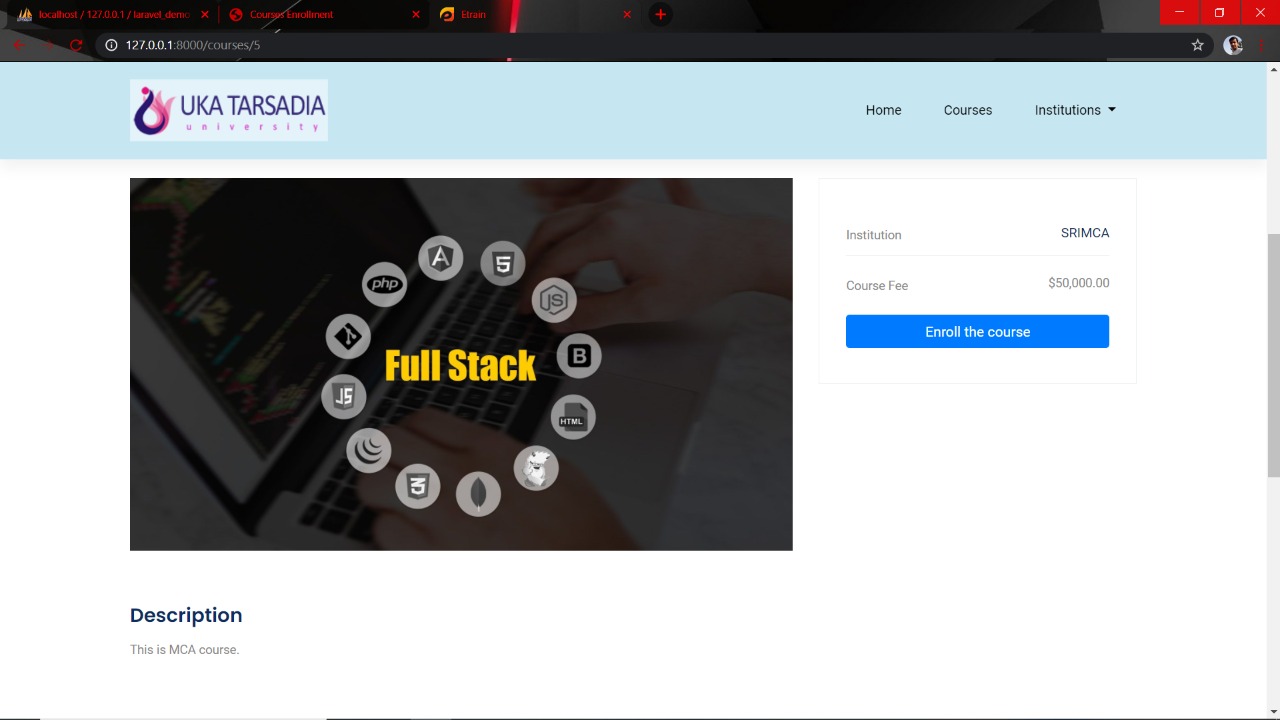 localhost / 127.0.0.1 / laravel_demo
Courses Enrollment
Etrain
127.0.0.1:8000/courses/5
UKA TARSADIA
university
Home
Courses
Institutions
php
JS
JS
B
HTML
Full Stack
Institution
SRIMCA
Course Fee
$50,000.00
Enroll the course
Description
This is MCA course.